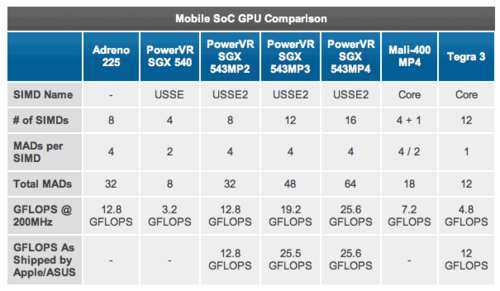 Mobile SoC GPU Comparison
Adreno 225 PowerVR SGX 540 PowerVR SGX 543MP2 PowerVR SGX 543MP3 PowerVR SGX 543MP4 Mali-400 MP4 Tegra 3
SIMD Name - USSE USSE2 USSE2 USSE2 Core Core
# of SIMDs 8 4 8 12 16 4 + 1 12
MADs per SIMD 4 2 4 4 4 4 / 2 1
Total MADs 32 8 32 48 64 18 12
GFLOPS @ 200MHz 12.8 GFLOPS 3.2 GFLOPS 12.8 GFLOPS 19.2 GFLOPS 25.6 GFLOPS 7.2 GFLOPS 4.8 GFLOPS
GFLOPS As Shipped by Apple/ASUS - - 12.8 GFLOPS 25.5 GFLOPS 25.6 GFLOPS - 12 GFLOPS